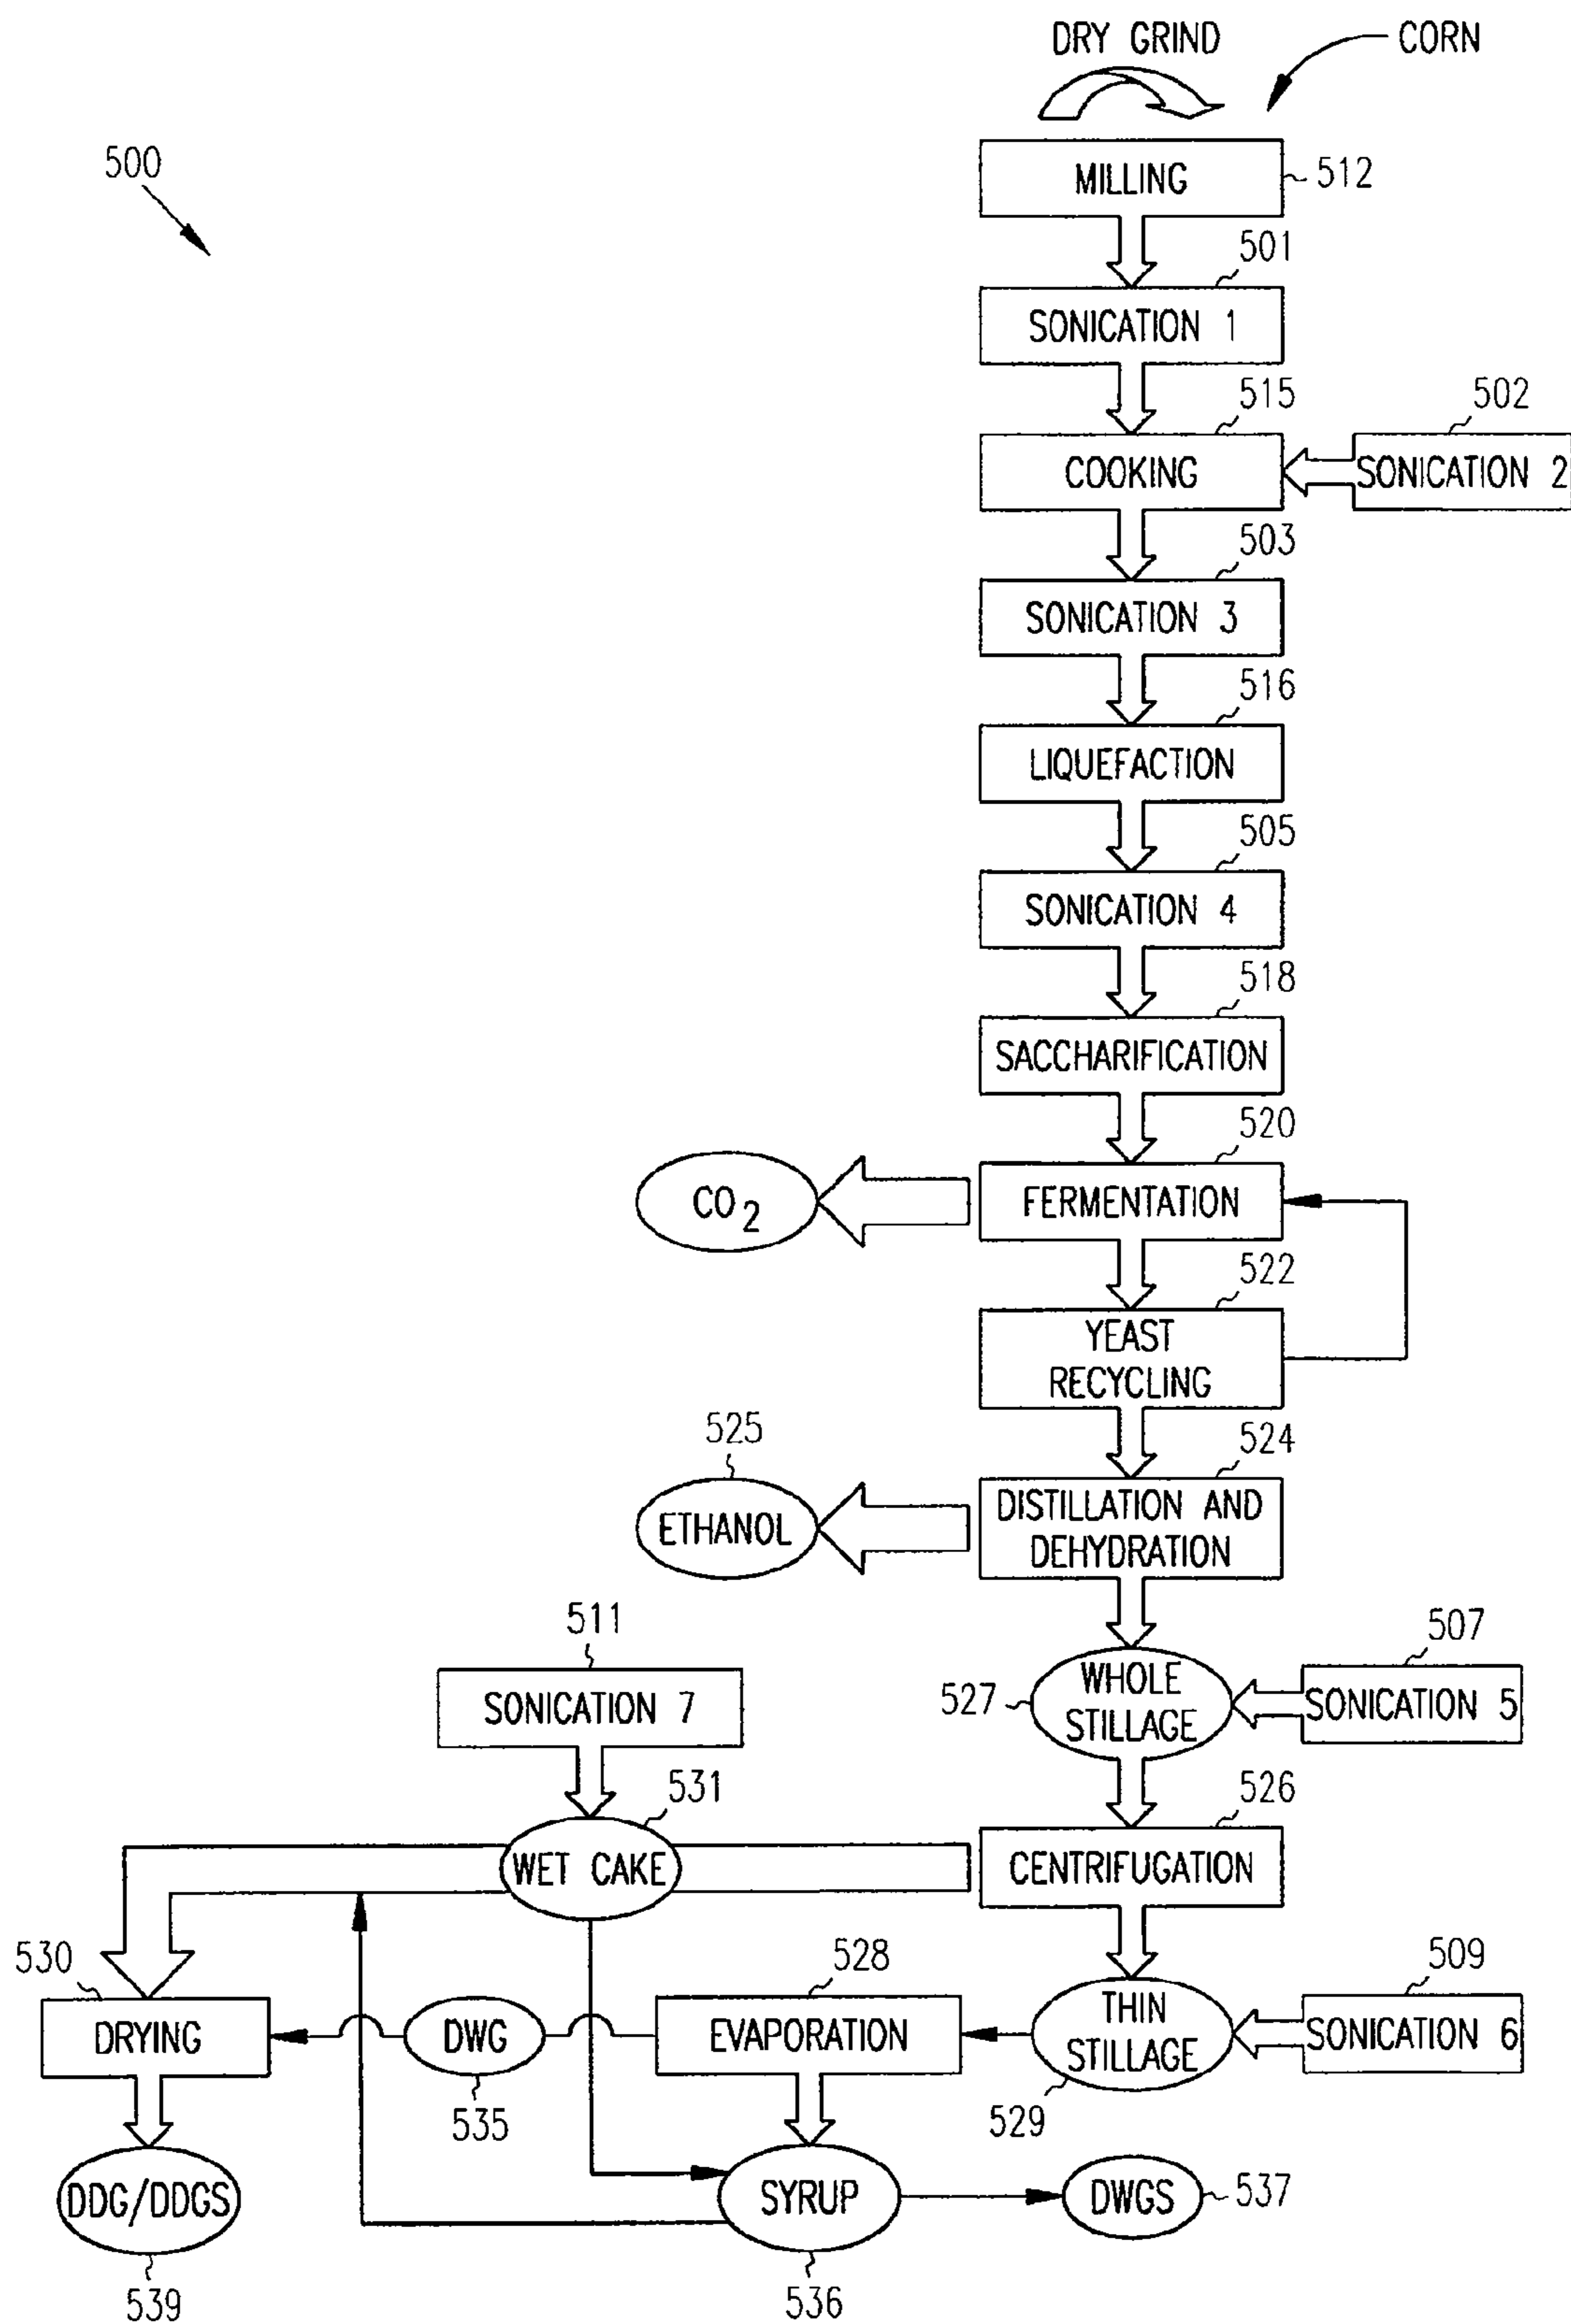 DRY GRIND
CORN
500
MILLING
512
501
SONICATION 1
515
COOKING
502
SONICATION 2
503
SONICATION 3
516
LIQUEFACTION
505
SONICATION 4
518
SACCHARIFICATION
520
CO2
FERMENTATION
522
YEAST
RECYCLING
525
ETHANOL
524
DISTILLATION AND
DEHYDRATION
511
SONICATION 7
527
WHOLE
STILLAGE
507
SONICATION 5
531
WET CAKE
526
CENTRIFUGATION
530
DRYING
DWG
535
528
EVAPORATION
THIN
STILLAGE
529
509
SONICATION 6
DDG/DDGS
539
SYRUP
536
DWGS
537